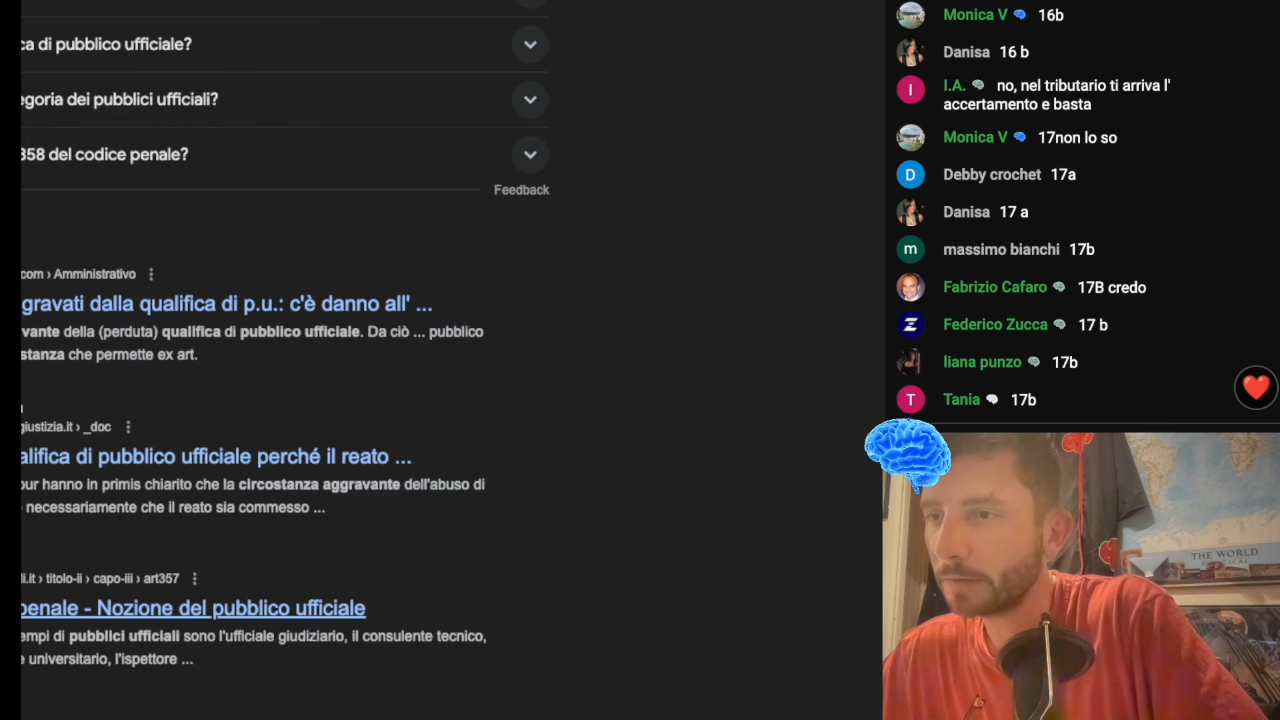 ca di pubblico ufficiale?
egoria dei pubblici ufficiali?
358 del codice penale?
Feedback
com › Amministrativo
gravati dalla qualifica di p.u.: c'è danno all' ...
vante della (perduta) qualifica di pubblico ufficiale. Da ciò ... pubblico
stanza che permette ex art.
giustizia.it › _doc
alifica di pubblico ufficiale perché il reato ...
our hanno in primis chiarito che la circostanza aggravante dell'abuso di
necessariamente che il reato sia commesso ...
li.it › titolo-ii › capo-iii › art357
penale - Nozione del pubblico ufficiale
empi di pubblici ufficiali sono l'ufficiale giudiziario, il consulente tecnico,
e universitario, l'ispettore ...
Monica V 16b
Danisa 16 b
I
I.A. no, nel tributario ti arriva l'
accertamento e basta
Monica V 17non lo so
D
Debby crochet 17a
Danisa 17 a
m
massimo bianchi 17b
Fabrizio Cafaro 17B credo
Federico Zucca 17 b
liana punzo 17b
T
Tania 17b
THE WORLD